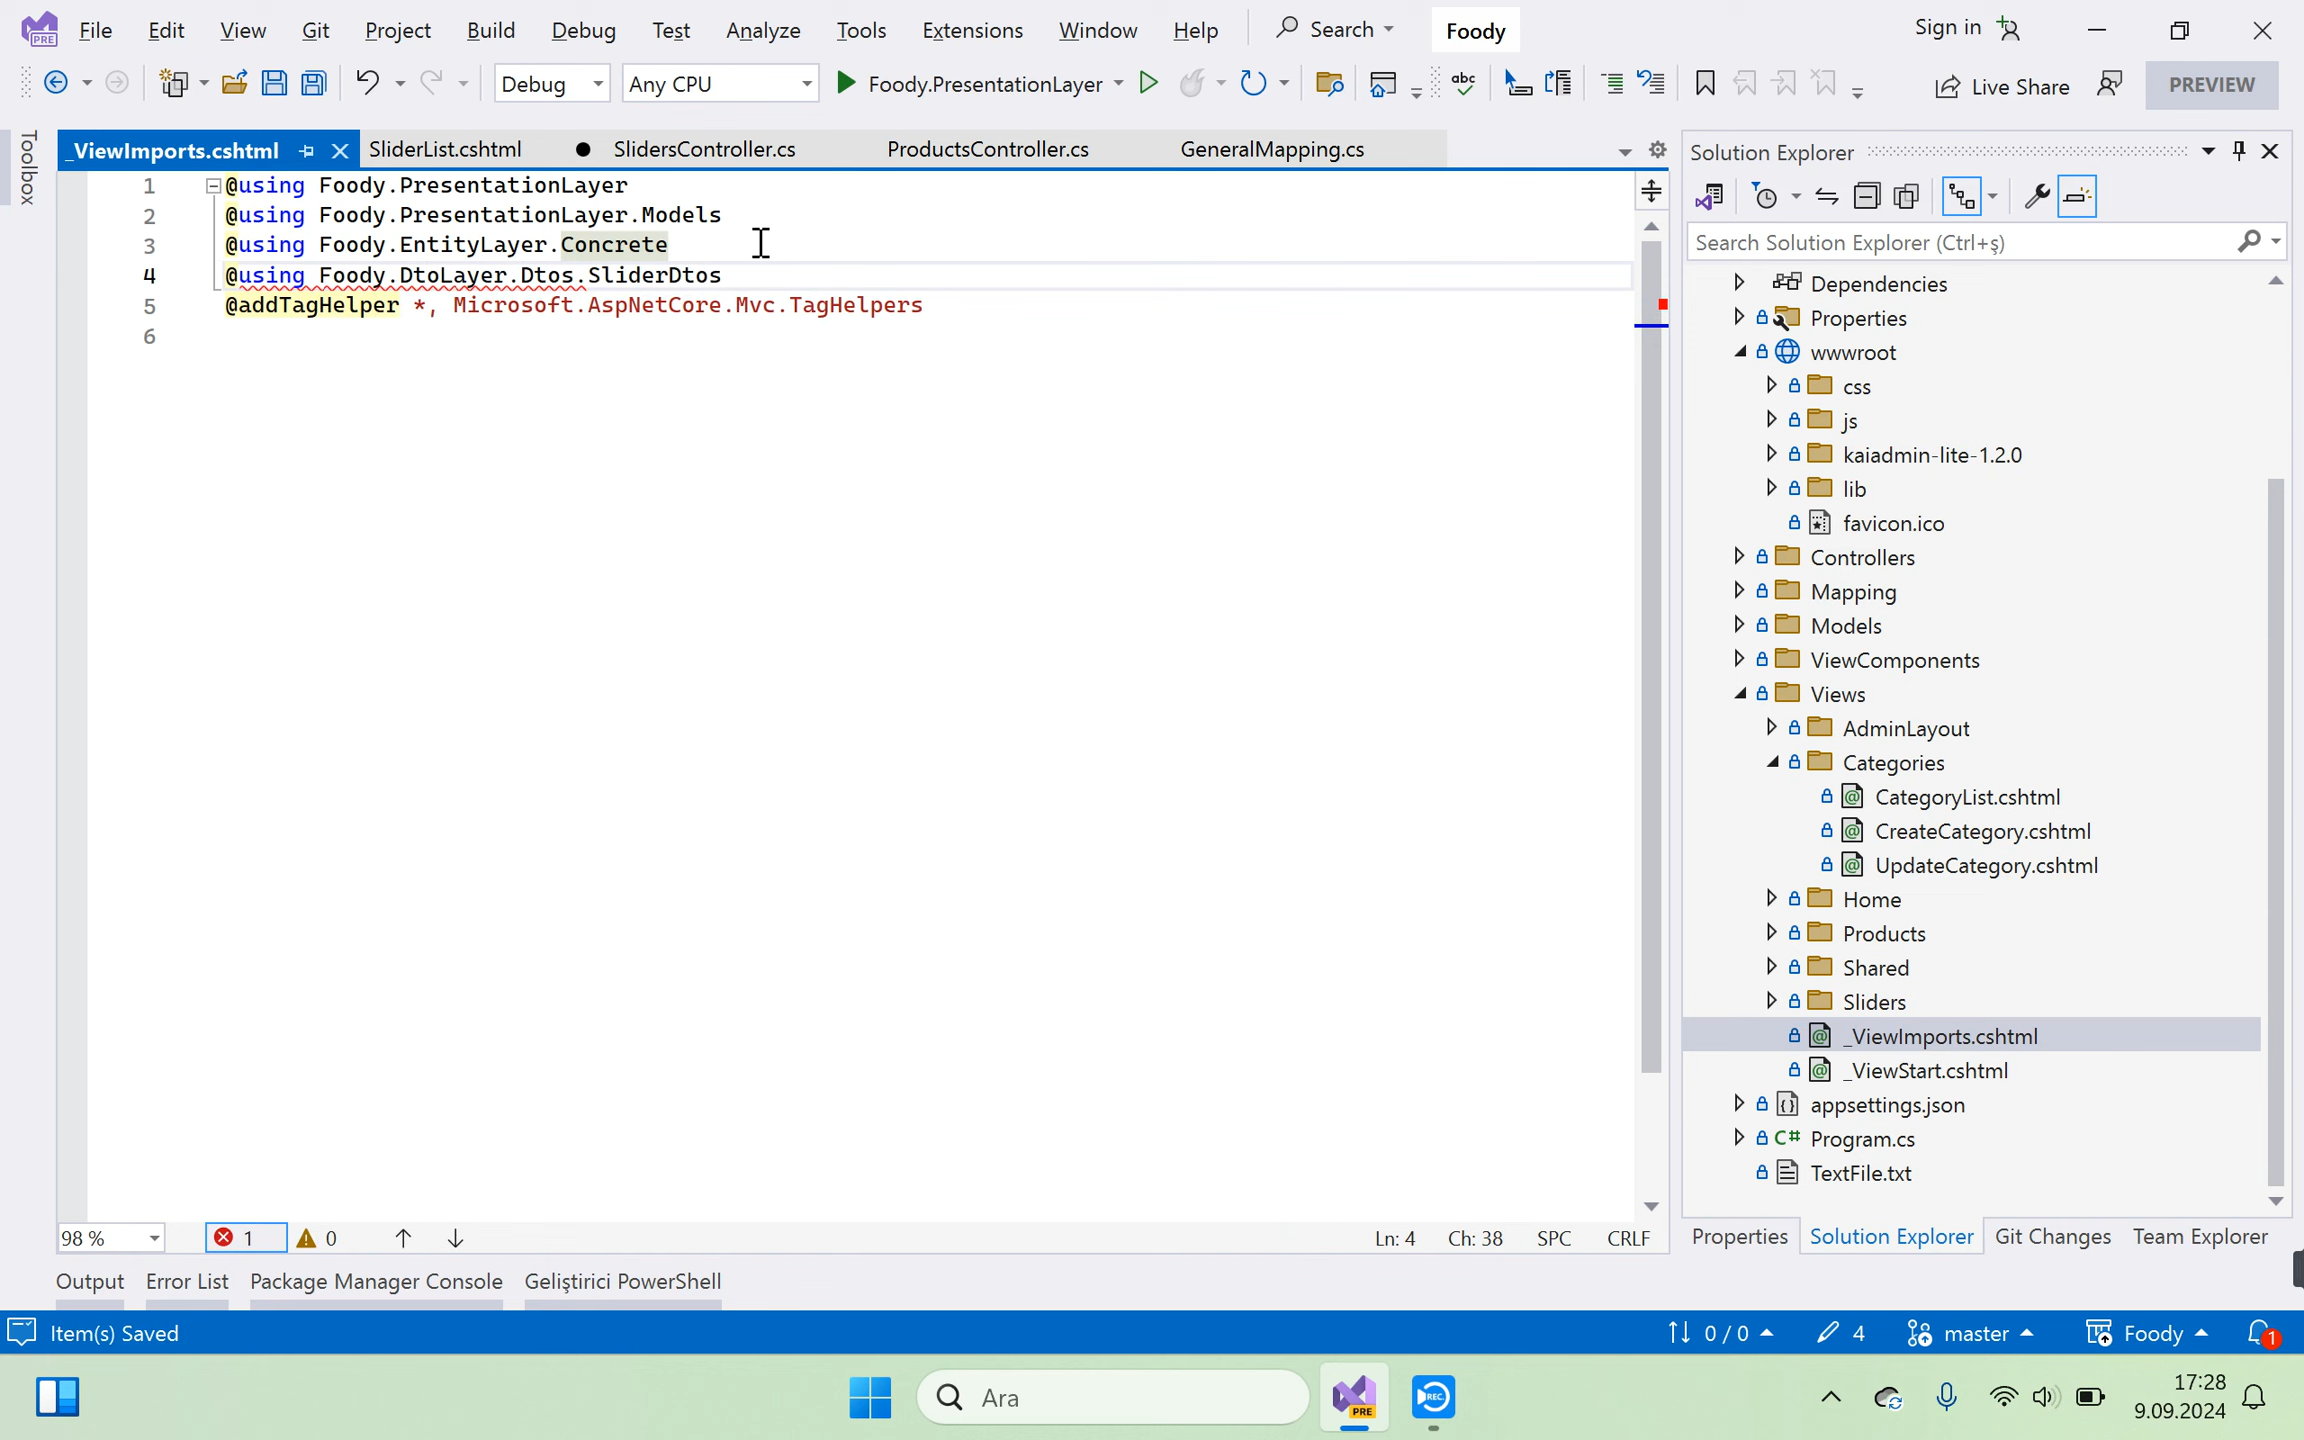 File Edit View Git Project Build Debug Test Analyze Tools Extensions Window Help Search Foody Sign in
PRE
Debug Any CPU Foody.PresentationLayer abc Live Share PREVIEW
Toolbox
_ViewImports.cshtml SliderList.cshtml SlidersController.cs ProductsController.cs GeneralMapping.cs
1 @using Foody.PresentationLayer
2 @using Foody.PresentationLayer.Models
3 @using Foody.EntityLayer.Concrete
4 @using Foody.DtoLayer.Dtos.SliderDtos
5 @addTagHelper *, Microsoft.AspNetCore.Mvc.TagHelpers
6
98 % 1 0 Ln: 4 Ch: 38 SPC CRLF
Solution Explorer
Search Solution Explorer (Ctrl+ş)
Dependencies
Properties
wwwroot
css
js
kaiadmin-lite-1.2.0
lib
favicon.ico
Controllers
Mapping
Models
ViewComponents
Views
AdminLayout
Categories
CategoryList.cshtml
CreateCategory.cshtml
UpdateCategory.cshtml
Home
Products
Shared
Sliders
_ViewImports.cshtml
_ViewStart.cshtml
appsettings.json
C# Program.cs
TextFile.txt
Properties Solution Explorer Git Changes Team Explorer
Output Error List Package Manager Console Geliştirici PowerShell
Item(s) Saved 0 / 0 4 master Foody 1
Ara PRE REC 17:28
9.09.2024